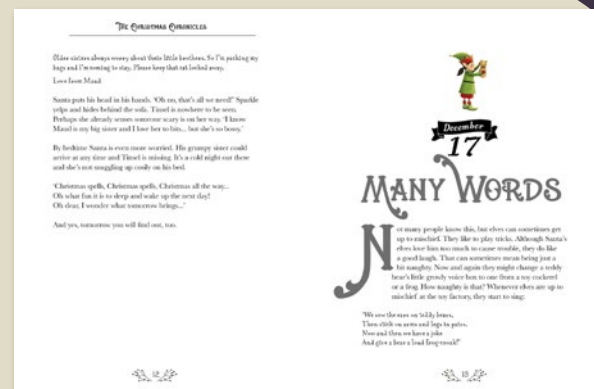 The Christmas Chronicles
Older sisters always worry about their little brothers. So I'm packing my
bags and I'm coming to stay. Please keep that cat locked away.
Love from Maud
Santa puts his head in his hands. 'Oh no, that's all we need!' Sparkle
yelps and hides behind the sofa. Tinsel is nowhere to be seen.
Perhaps she already senses someone scary is on her way. 'I know
Maud is my big sister and I love her to bits... but she's so bossy.'
By bedtime Santa is even more worried. His grumpy sister could
arrive at any time and Tinsel is missing. It's a cold night out there
and she's not snuggling up cosily on his bed.
'Christmas spells, Christmas spells, Christmas all the way...
Oh what fun it is to sleep and wake up the next day!
Oh dear, I wonder what tomorrow brings...'
And yes, tomorrow you will find out, too.
12
December
17
Many Words
Not many people know this, but elves can sometimes get
up to mischief. They like to play tricks. Although Santa's
elves love him too much to cause trouble, they do like
a good laugh. That can sometimes mean being just a
bit naughty. Now and again they might change a teddy
bear's little growly voice box to one from a toy cockerel
or a frog. How naughty is that? Whenever elves are up to
mischief at the toy factory, they start to sing:
'We sew the eyes on teddy bears,
Then stitch on arms and legs in pairs.
Now and then we have a joke
And give a bear a loud frog-croak!'
13